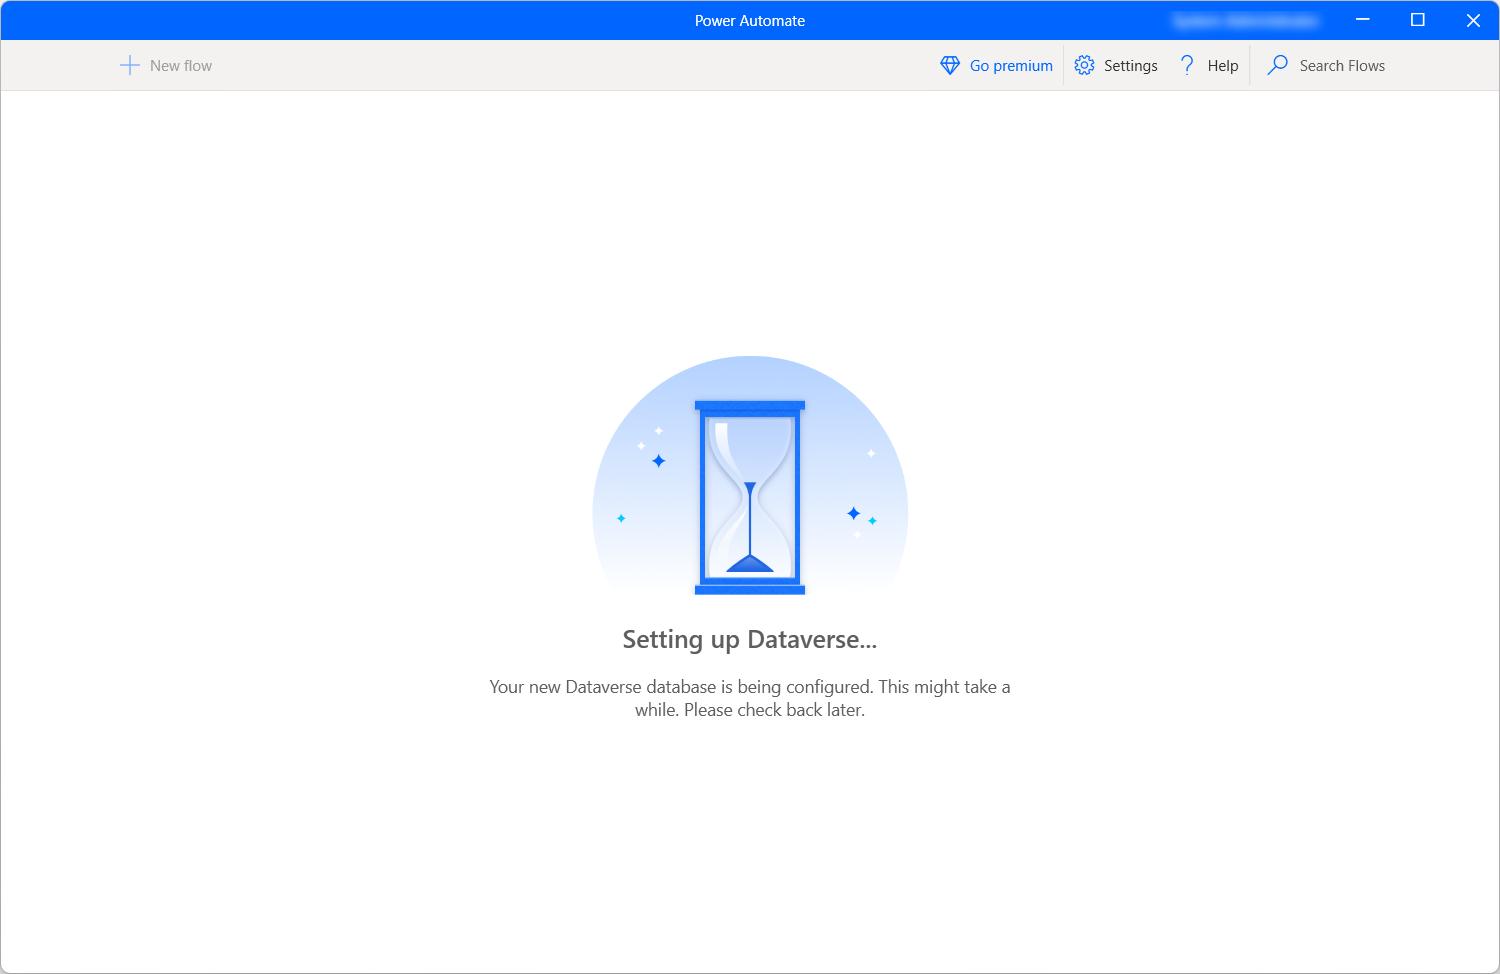 Power Automate
New flow
Go premium
Settings
Help
Search Flows
Setting up Dataverse...
Your new Dataverse database is being configured. This might take a
while. Please check back later.